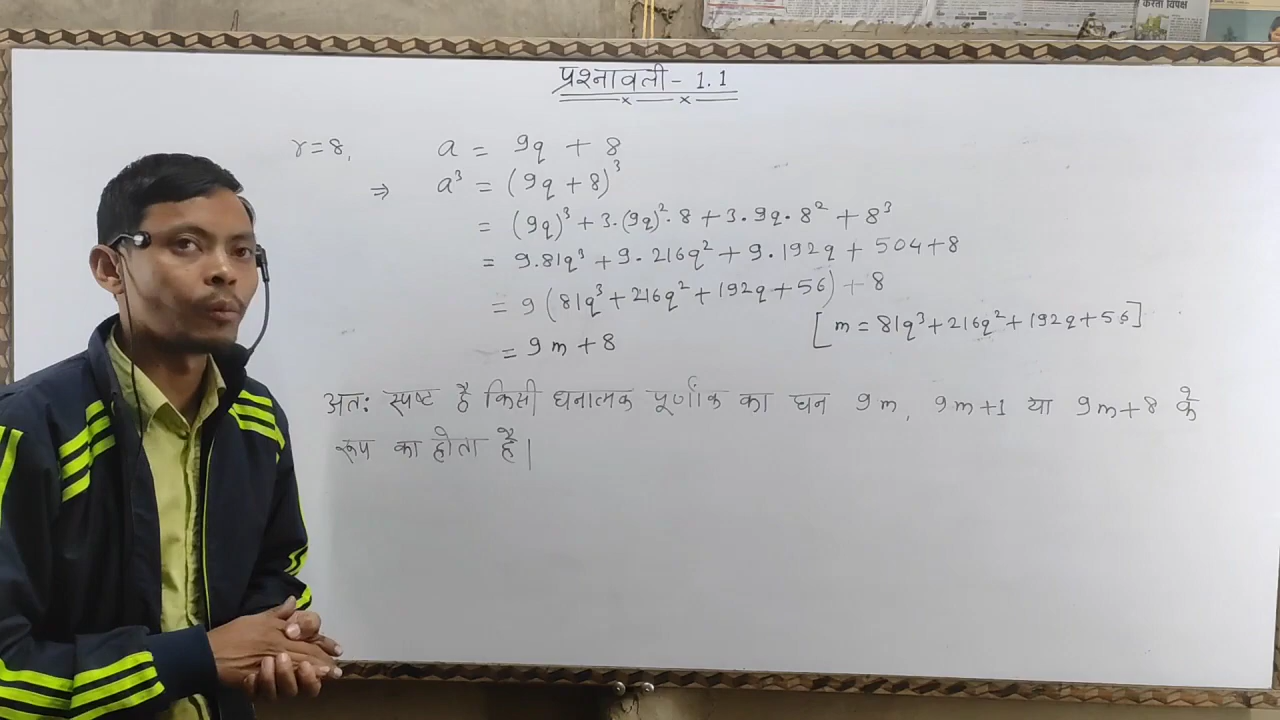 करता विपक्ष
प्रश्नावली - 1.1
r = 8, a = 9q + 8
⇒ a³ = (9q + 8)³
= (9q)³ + 3.(9q)².8 + 3.9q.8² + 8³
= 9.81q³ + 9.216q² + 9.192q + 504 + 8
= 9(81q³ + 216q² + 192q + 56) + 8
= 9m + 8 [m = 81q³ + 216q² + 192q + 56]
अतः स्पष्ट है किसी धनात्मक पूर्णांक का घन 9m, 9m+1 या 9m+8 के
रूप का होता है।